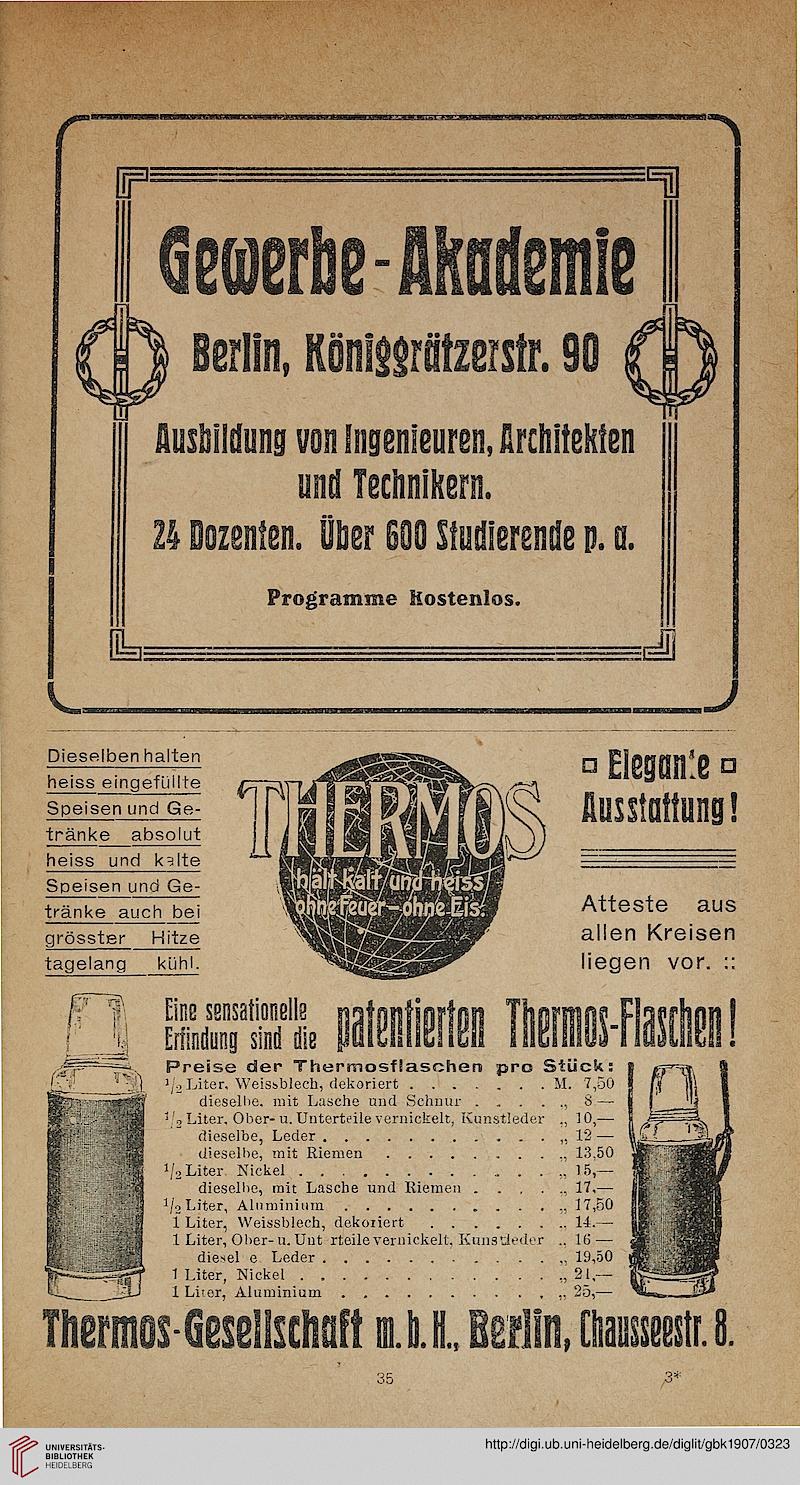 Gewerbe-Akademie
Berlin, Königgrätzerstr. 90
Ausbildung von Ingenieuren, Architekten
und Technikern.
24 Dozenten. Über 600 Studierende p. a.
Programme kostenlos.
Dieselben halten
heiss eingefüllte
Speisen und Ge-
tränke absolut
heiss und kalte
Speisen und Ge-
tränke auch bei
grösster Hitze
tagelang kühl.
THERMOS
hält kalt und heiss
ohne Feuer—ohne Eis.
▫ Elegante ▫
Ausstattung!
Atteste aus
allen Kreisen
liegen vor. ::
Eine sensationelle
Erfindung sind die
patentierten Thermos-Flaschen!
Preise der Thermosflaschen pro Stück:
1/2 Liter, Weissblech, dekoriert . . . . . . . M. 7,50
dieselbe, mit Lasche und Schnur . . . . „ 8 —
1/2 Liter, Ober- u. Unterteile vernickelt, Kunstleder „ 10,—
dieselbe, Leder . . . . . . . . . . . „ 12 —
dieselbe, mit Riemen . . . . . . . . „ 13,50
1/2 Liter Nickel . . . . . . . . . . . . „ 15,—
dieselbe, mit Lasche und Riemen . . . . „ 17,—
1/2 Liter, Aluminium . . . . . . . . . . „ 17,50
1 Liter, Weissblech, dekoriert . . . . . . „ 14.—
1 Liter, Ober- u. Unt rteile vernickelt, Kunstleder „ 16 —
diesel e Leder . . . . . . . . . . . „ 19,50
1 Liter, Nickel . . . . . . . . . . . . „ 21,—
1 Liter, Aluminium . . . . . . . . . . „ 25,—
Thermos-Gesellschaft m. b. H., Berlin, Chausseestr. 8.
35 3*
UNIVERSITÄTS-
BIBLIOTHEK
HEIDELBERG
http://digi.ub.uni-heidelberg.de/diglit/gbk1907/0323